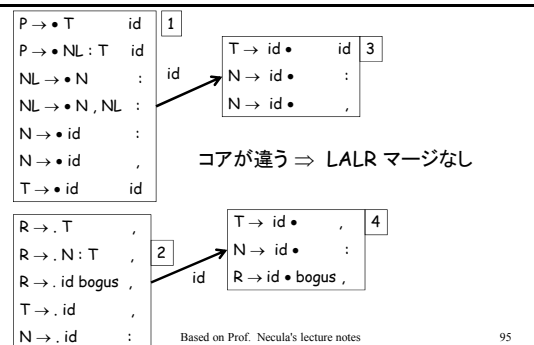 P → • T id 1
P → • NL : T id
NL → • N :
NL → • N , NL :
N → • id :
N → • id ,
T → • id id
id
T → id • id 3
N → id • :
N → id • ,
コアが違う ⇒ LALR マージなし
R → . T ,
R → . N : T , 2
R → . id bogus ,
T → . id ,
N → . id :
id
T → id • , 4
N → id • :
R → id • bogus ,
Based on Prof. Necula's lecture notes 95